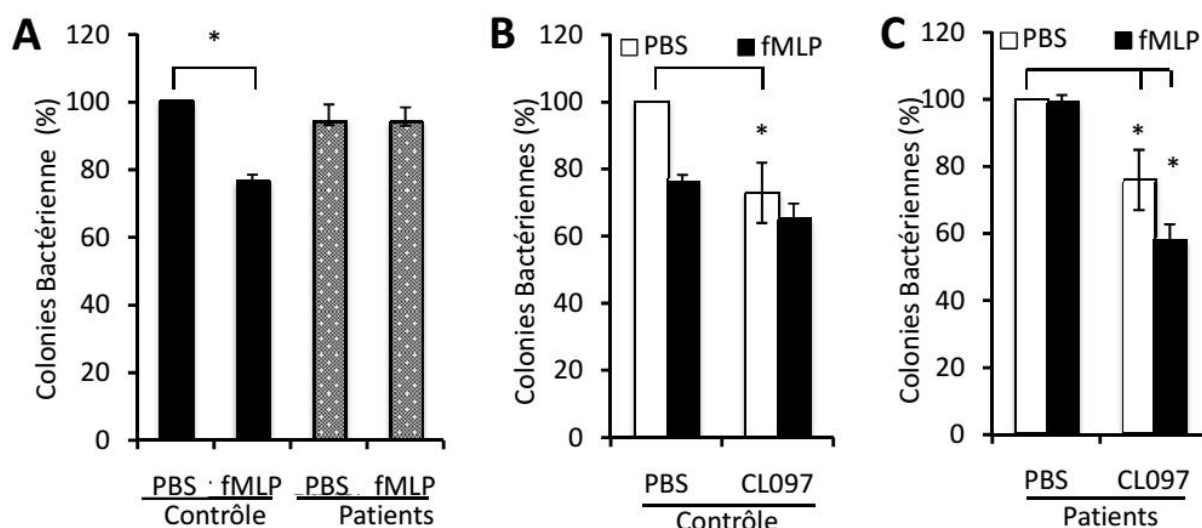 A
Colonies Bactérienne (%)
120
100
80
60
40
20
0
*
PBS fMLP PBS fMLP
Contrôle Patients
B
Colonies Bactériennes (%)
120
100
80
60
40
20
0
PBS fMLP
*
PBS CL097
Contrôle
C
Colonies Bactériennes (%)
120
100
80
60
40
20
0
PBS fMLP
*
*
PBS CL097
Patients